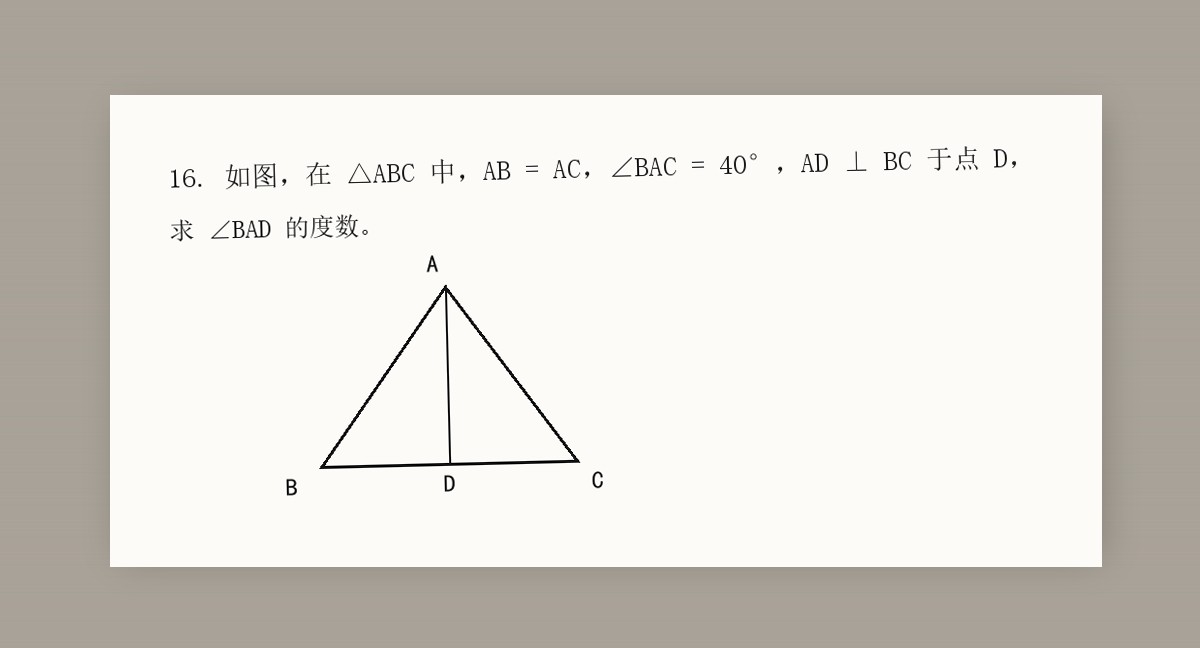 16. 如图，在 △ABC 中，AB = AC，∠BAC = 40°，AD ⊥ BC 于点 D，
求 ∠BAD 的度数。
A
B
D
C